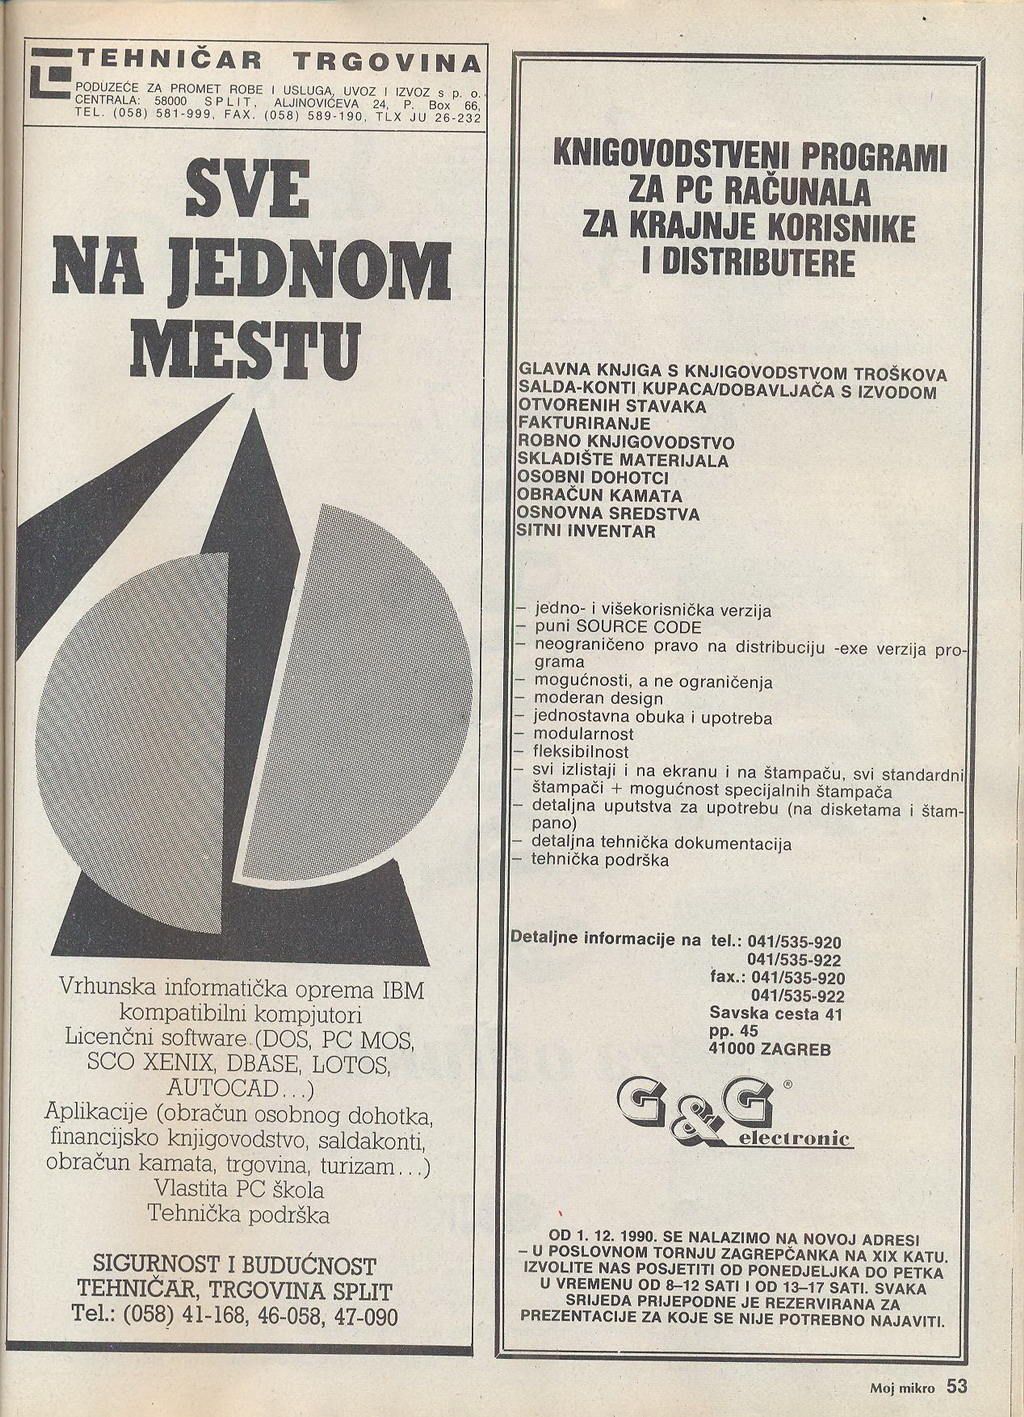 TEHNIČAR TRGOVINA
PODUZEĆE ZA PROMET ROBE I USLUGA, UVOZ I IZVOZ s p. o.
CENTRALA: 58000 SPLIT, ALJINOVIĆEVA 24, P. Box 66,
TEL. (058) 581-999, FAX. (058) 589-190, TLX JU 26-232
SVE
NA JEDNOM
MESTU
Vrhunska informatička oprema IBM
kompatibilni kompjutori
Licenčni software (DOS, PC MOS,
SCO XENIX, DBASE, LOTOS,
AUTOCAD...)
Aplikacije (obračun osobnog dohotka,
financijsko knjigovodstvo, saldakonti,
obračun kamata, trgovina, turizam...)
Vlastita PC škola
Tehnička podrška
SIGURNOST I BUDUĆNOST
TEHNIČAR, TRGOVINA SPLIT
Tel.: (058) 41-168, 46-058, 47-090
KNIGOVODSTVENI PROGRAMI
ZA PC RAČUNALA
ZA KRAJNJE KORISNIKE
I DISTRIBUTERE
GLAVNA KNJIGA S KNJIGOVODSTVOM TROŠKOVA
SALDA-KONTI KUPACA/DOBAVLJAČA S IZVODOM
OTVORENIH STAVAKA
FAKTURIRANJE
ROBNO KNJIGOVODSTVO
SKLADIŠTE MATERIJALA
OSOBNI DOHOTCI
OBRAČUN KAMATA
OSNOVNA SREDSTVA
SITNI INVENTAR
– jedno- i višekorisnička verzija
– puni SOURCE CODE
– neograničeno pravo na distribuciju -exe verzija pro-
grama
– mogućnosti, a ne ograničenja
– moderan design
– jednostavna obuka i upotreba
– modularnost
– fleksibilnost
– svi izlistaji i na ekranu i na štampaču, svi standardni
štampači + mogućnost specijalnih štampača
– detaljna uputstva za upotrebu (na disketama i štam-
pano)
– detaljna tehnička dokumentacija
– tehnička podrška
Detaljne informacije na tel.: 041/535-920
041/535-922
fax.: 041/535-920
041/535-922
Savska cesta 41
pp. 45
41000 ZAGREB
G&G ®
electronic
OD 1. 12. 1990. SE NALAZIMO NA NOVOJ ADRESI
– U POSLOVNOM TORNJU ZAGREPČANKA NA XIX KATU.
IZVOLITE NAS POSJETITI OD PONEDJELJKA DO PETKA
U VREMENU OD 8–12 SATI I OD 13–17 SATI. SVAKA
SRIJEDA PRIJEPODNE JE REZERVIRANA ZA
PREZENTACIJE ZA KOJE SE NIJE POTREBNO NAJAVITI.
Moj mikro 53